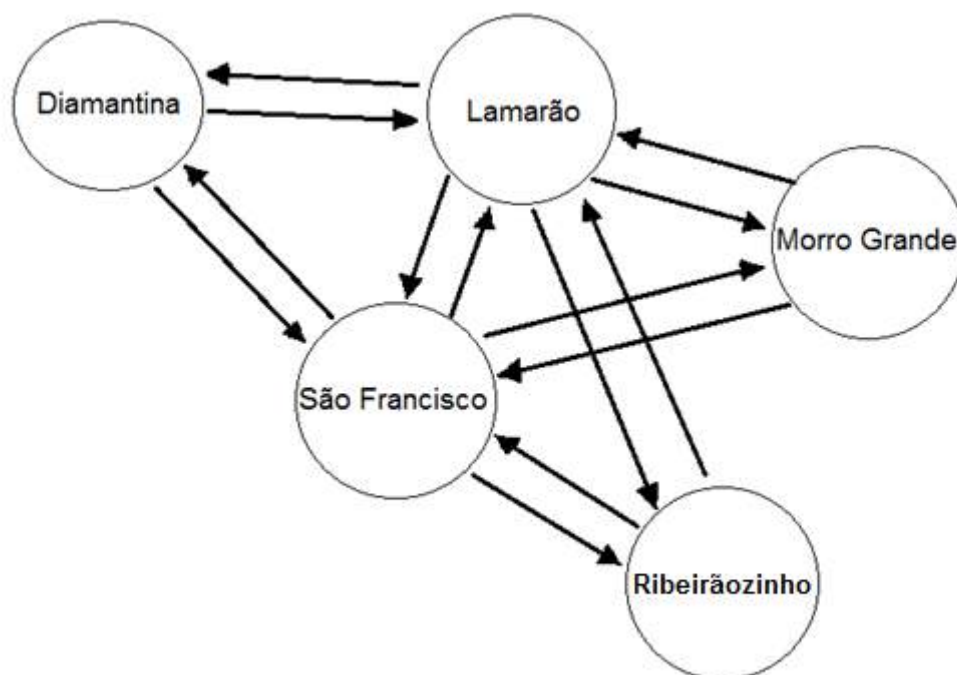 Diamantina
Lamarão
Morro Grande
São Francisco
Ribeirãozinho